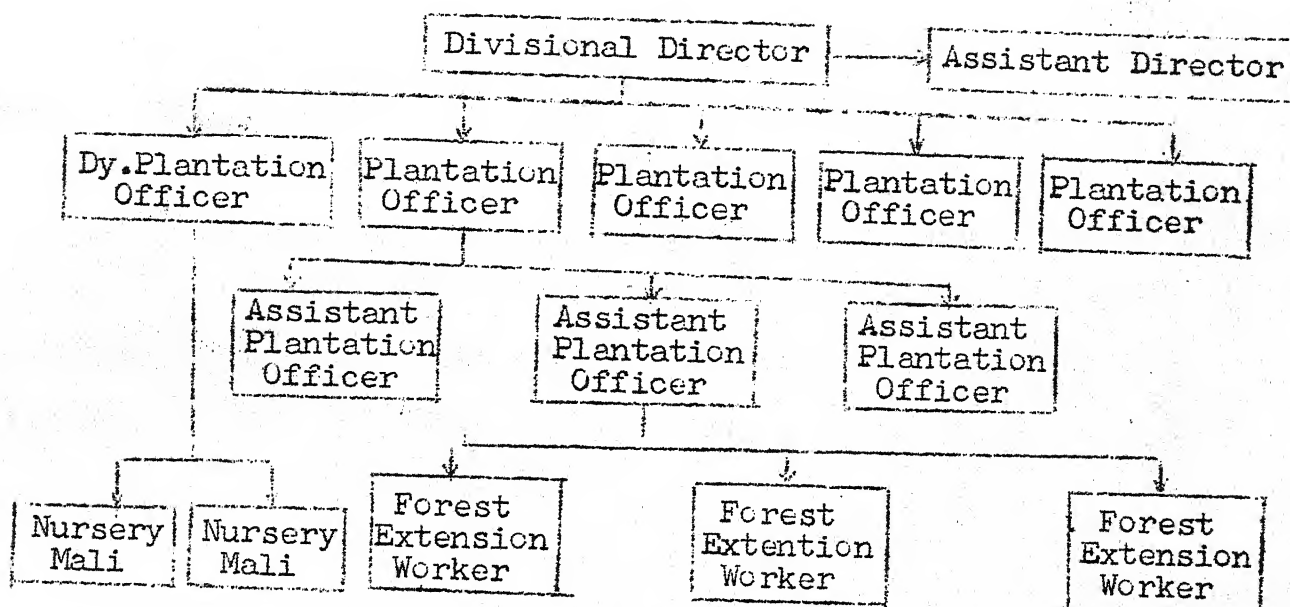 Divisional Director
Assistant Director
Dy.Plantation
Officer
Plantation
Officer
Plantation
Officer
Plantation
Officer
Plantation
Officer
Assistant
Plantation
Officer
Assistant
Plantation
Officer
Assistant
Plantation
Officer
Nursery
Mali
Nursery
Mali
Forest
Extension
Worker
Forest
Extention
Worker
Forest
Extension
Worker